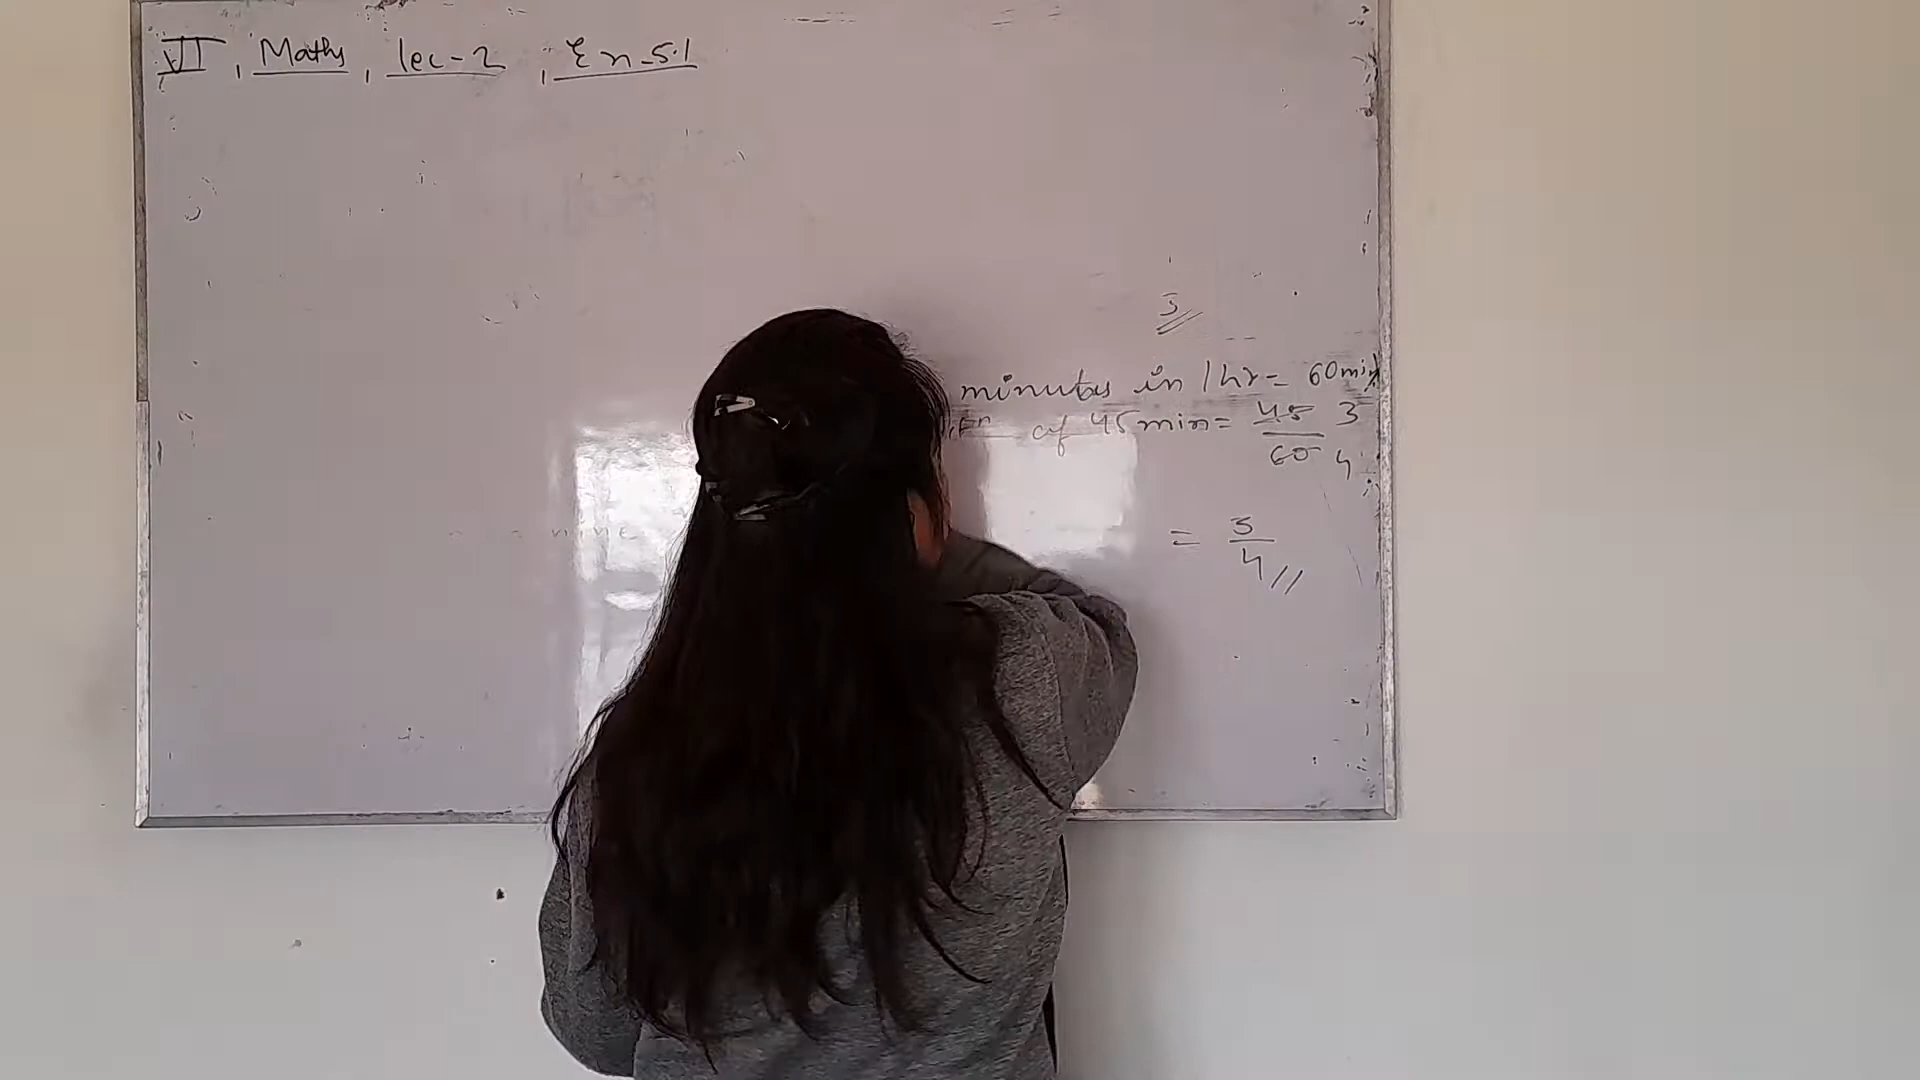 VI, Maths, lec-2, Ex-5.1
3
minutes in 1hr = 60min
of 45min = 45/60 3/4
= 3/4